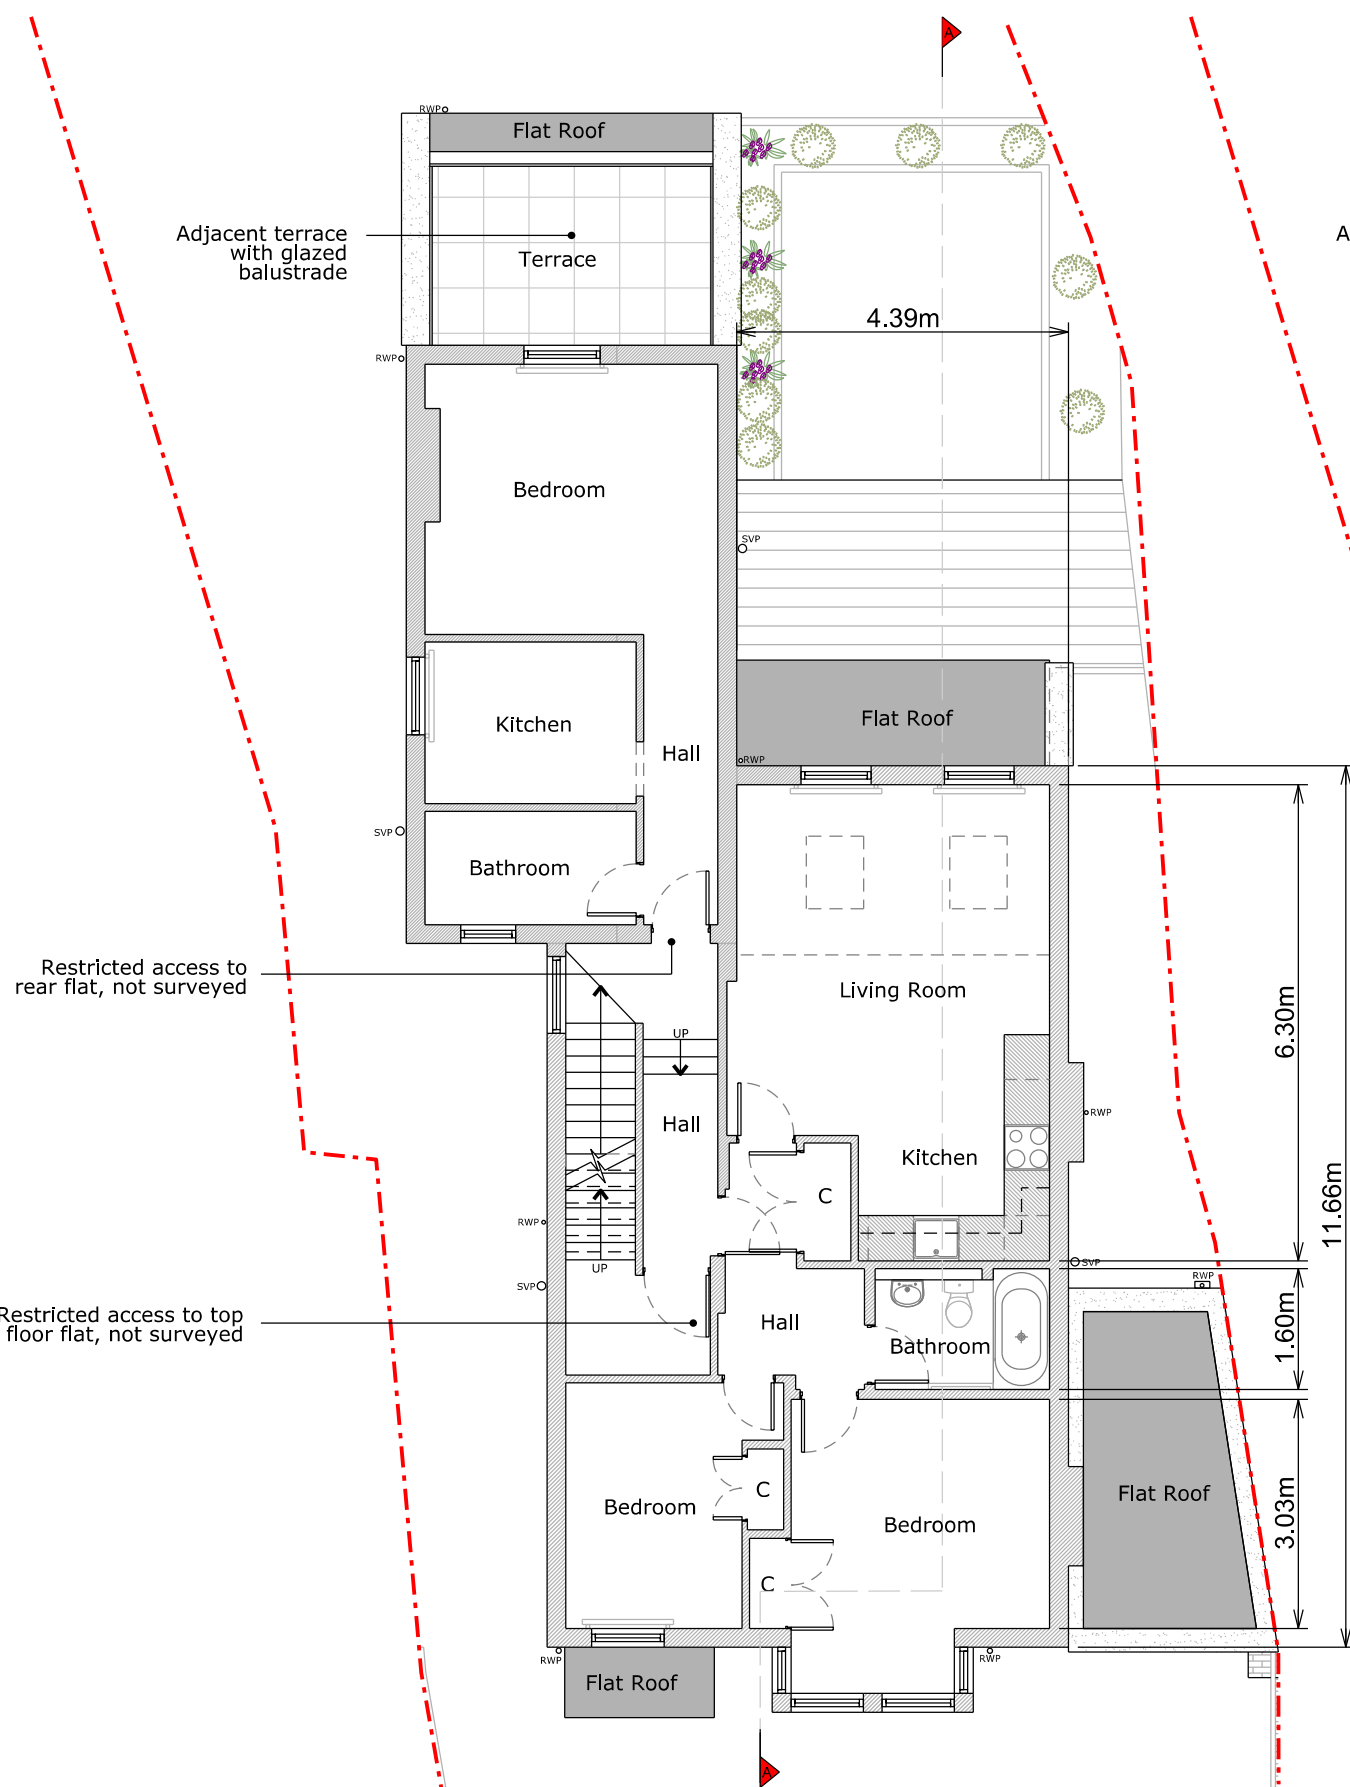 A
RWP
Flat Roof
Adjacent terrace
with glazed
balustrade
Terrace
A
4.39m
RWP
Bedroom
SVP
Kitchen
Hall
Flat Roof
RWP
SVP
Bathroom
Restricted access to
rear flat, not surveyed
Living Room
6.30m
UP
Hall
RWP
Kitchen
C
11.66m
RWP
UP
SVP
SVP
RWP
Restricted access to top
floor flat, not surveyed
Hall
Bathroom
1.60m
Bedroom
C
Bedroom
Flat Roof
3.03m
C
RWP
RWP
Flat Roof
A